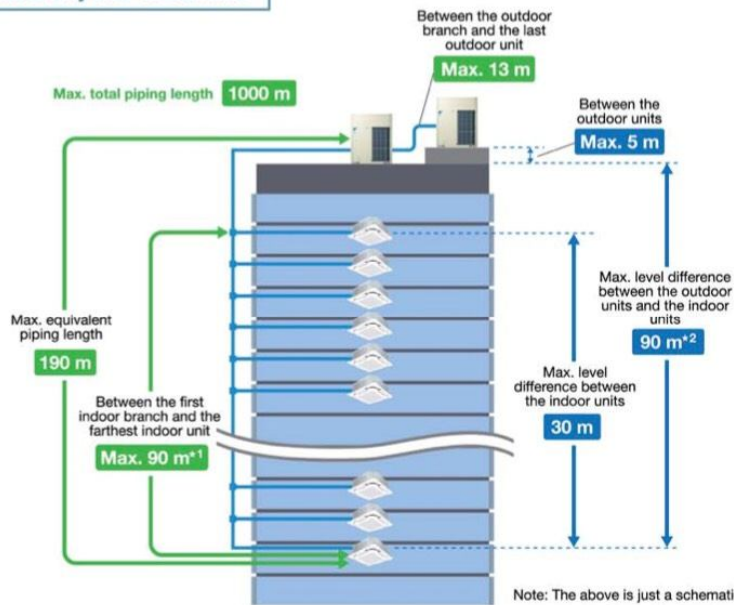 Between the outdoor
branch and the last
outdoor unit
Max. 13 m
Max. total piping length 1000 m
Between the
outdoor units
Max. 5 m
Max. level difference
between the outdoor
units and the indoor
units
90 m*2
Max. equivalent
piping length
190 m
Max. level
difference between
the indoor units
30 m
Between the first
indoor branch and the
farthest indoor unit
Max. 90 m*1
Note: The above is just a schemati